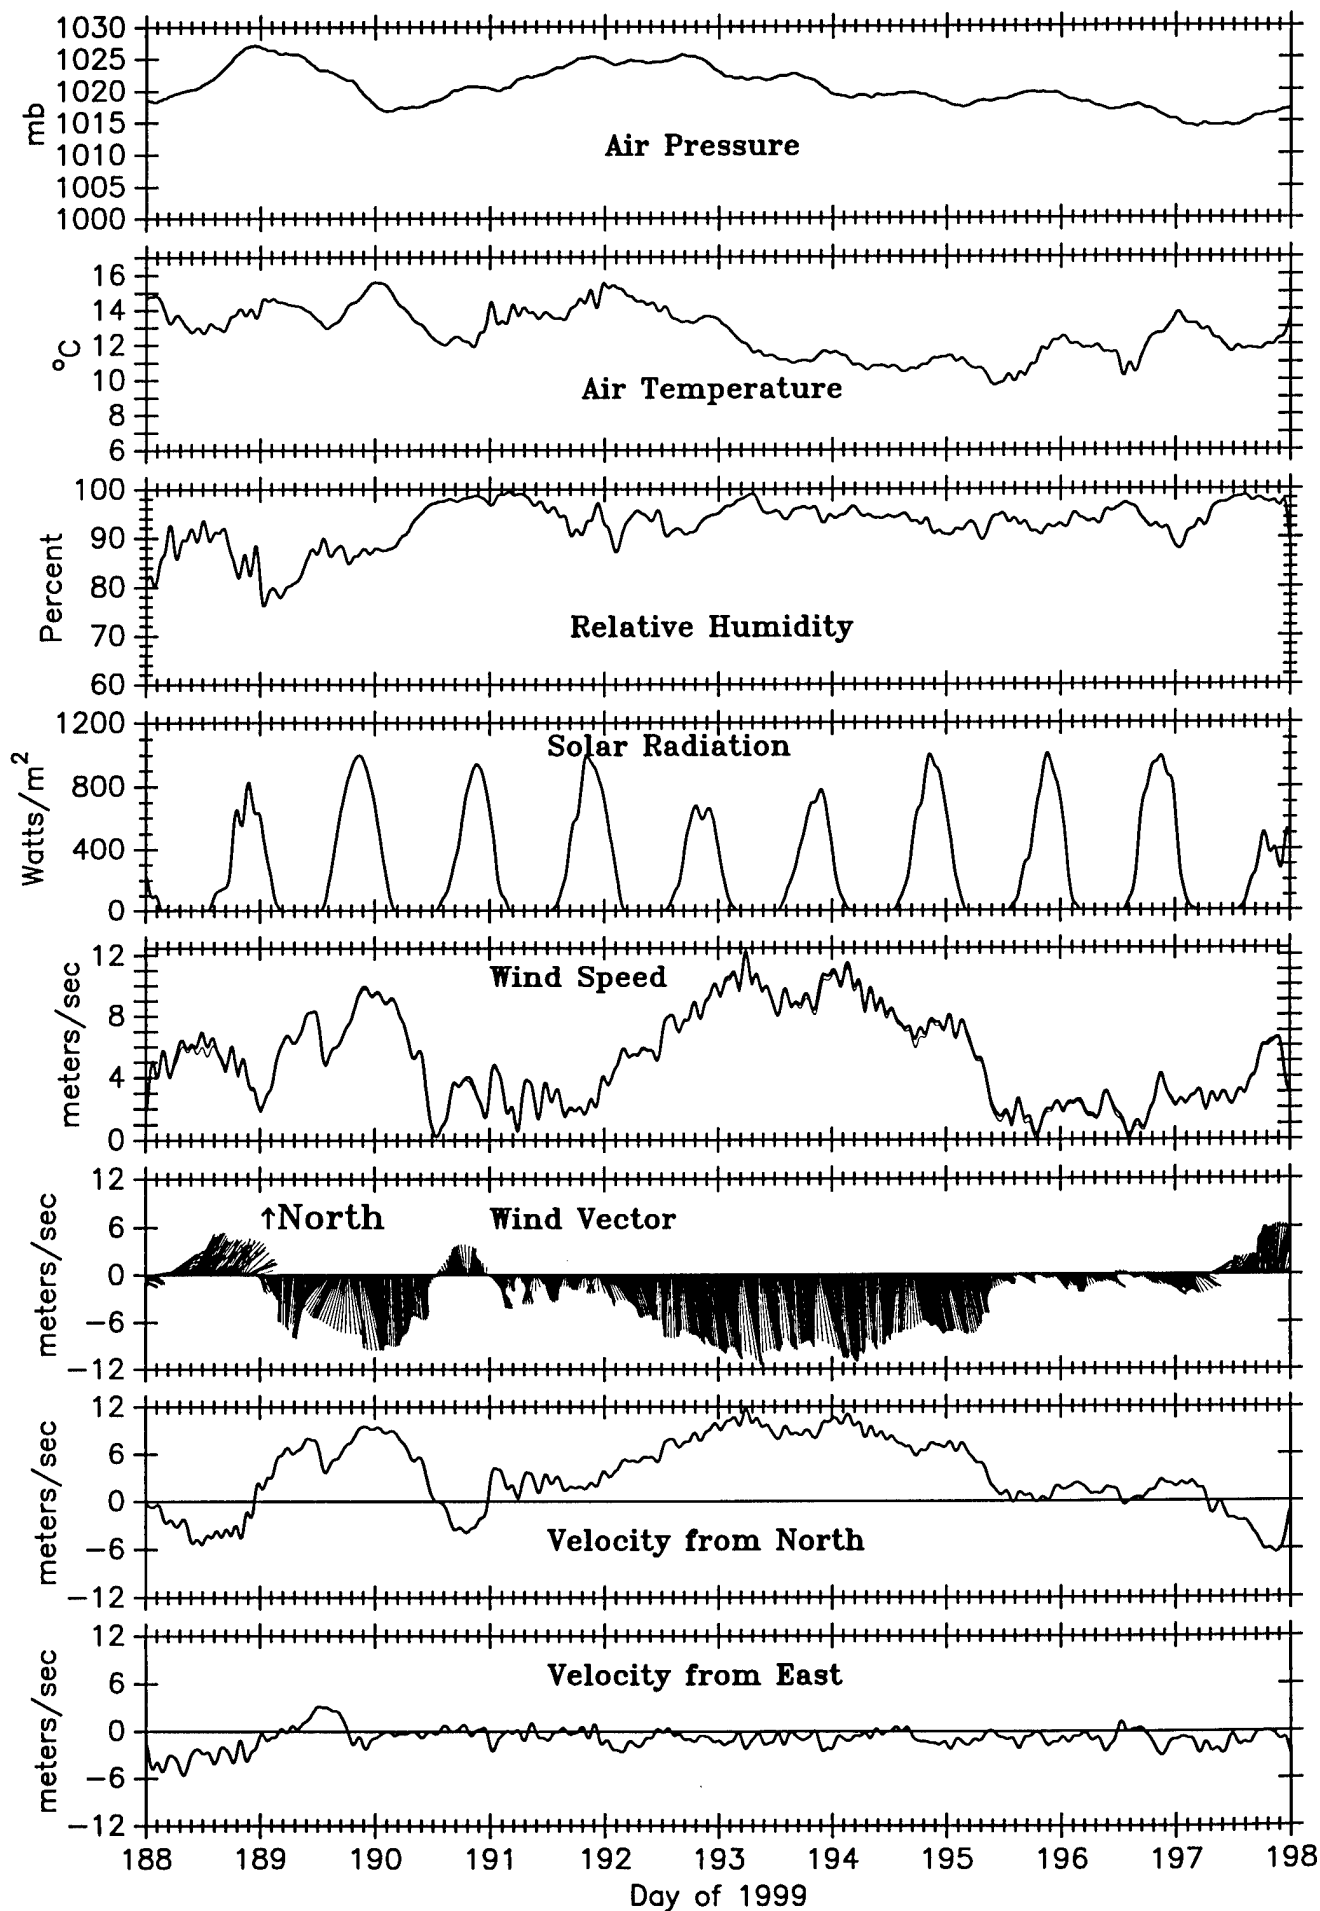 1030
1025
1020
1015
1010
1005
1000
mb
Air Pressure
16
14
12
10
8
6
°C
Air Temperature
100
90
80
70
60
Percent
Relative Humidity
1200
800
400
0
Watts/m²
Solar Radiation
12
8
4
0
meters/sec
Wind Speed
12
6
0
−6
−12
meters/sec
↑North
Wind Vector
12
6
0
−6
−12
meters/sec
Velocity from North
12
6
0
−6
−12
meters/sec
Velocity from East
188 189 190 191 192 193 194 195 196 197 198
Day of 1999